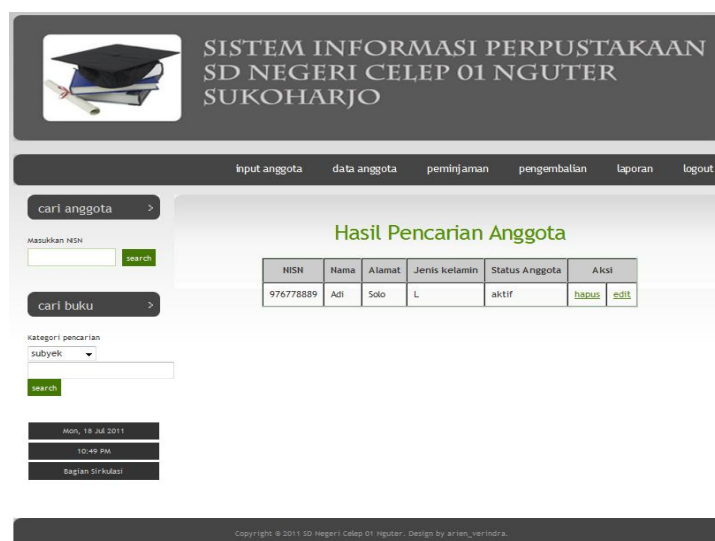 SISTEM INFORMASI PERPUSTAKAAN
SD NEGERI CELEP 01 NGUTER
SUKOHARJO
input anggota data anggota peminjaman pengembalian laporan logout
cari anggota >
Masukkan NISN
search
cari buku >
Kategori pencarian
subyek
search
Mon, 18 Jul 2011
10:49 PM
Bagian Sirkulasi
Hasil Pencarian Anggota
NISN Nama Alamat Jenis kelamin Status Anggota Aksi
976778889 Adi Solo L aktif hapus edit
Copyright © 2011 SD Negeri Celep 01 Nguter. Design by arien_verindra.